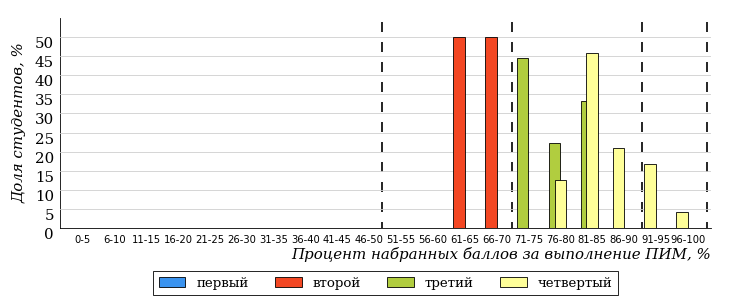 Доля студентов, %
50
45
40
35
30
25
20
15
10
5
0
0-5 6-10 11-15 16-20 21-25 26-30 31-35 36-40 41-45 46-50 51-55 56-60 61-65 66-70 71-75 76-80 81-85 86-90 91-95 96-100
Процент набранных баллов за выполнение ПИМ, %
первый второй третий четвертый